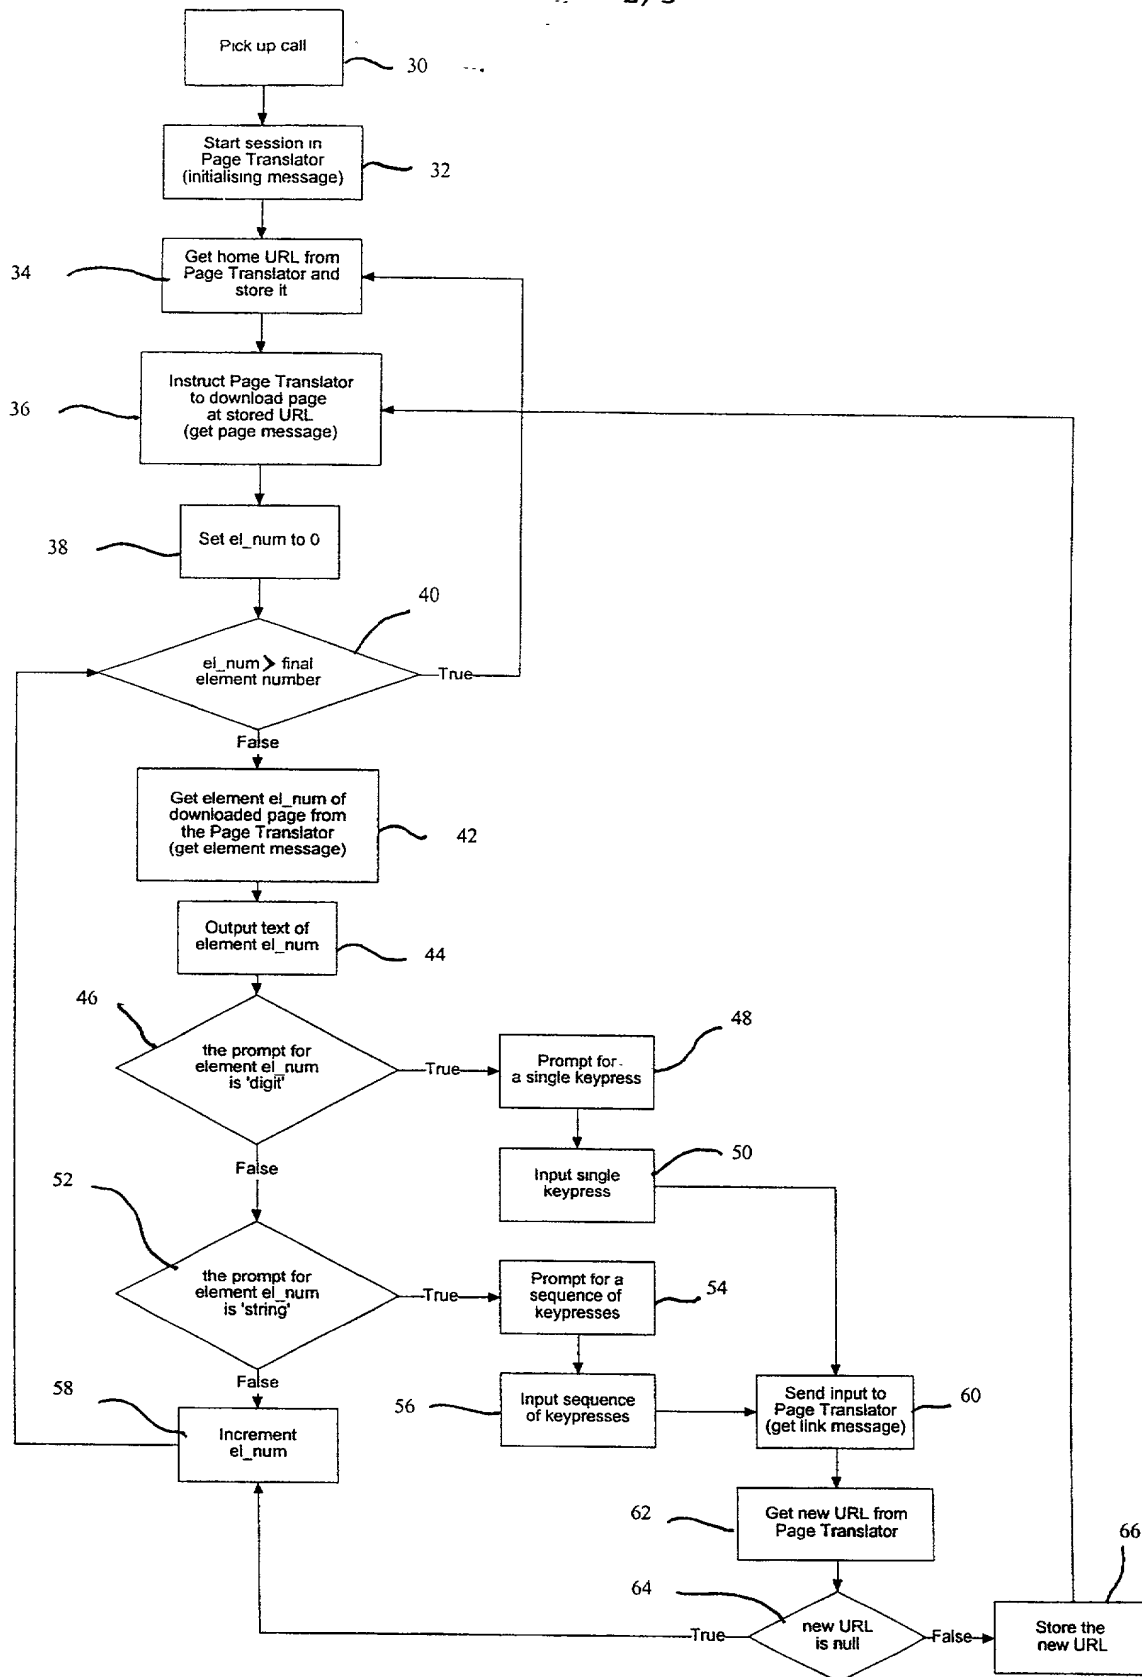 2/3
Pick up call
30
Start session in
Page Translator
(initialising message)
32
Get home URL from
Page Translator and
store it
34
Instruct Page Translator
to download page
at stored URL
(get page message)
36
Set el_num to 0
38
40
el_num > final
element number
True
False
Get element el_num of
downloaded page from
the Page Translator
(get element message)
42
Output text of
element el_num
44
46
the prompt for
element el_num
is 'digit'
True
Prompt for
a single keypress
48
False
Input single
keypress
50
52
the prompt for
element el_num
is 'string'
True
Prompt for a
sequence of
keypresses
54
False
58
Increment
el_num
56
Input sequence
of keypresses
Send input to
Page Translator
(get link message)
60
62
Get new URL from
Page Translator
64
new URL
is null
True
False
66
Store the
new URL